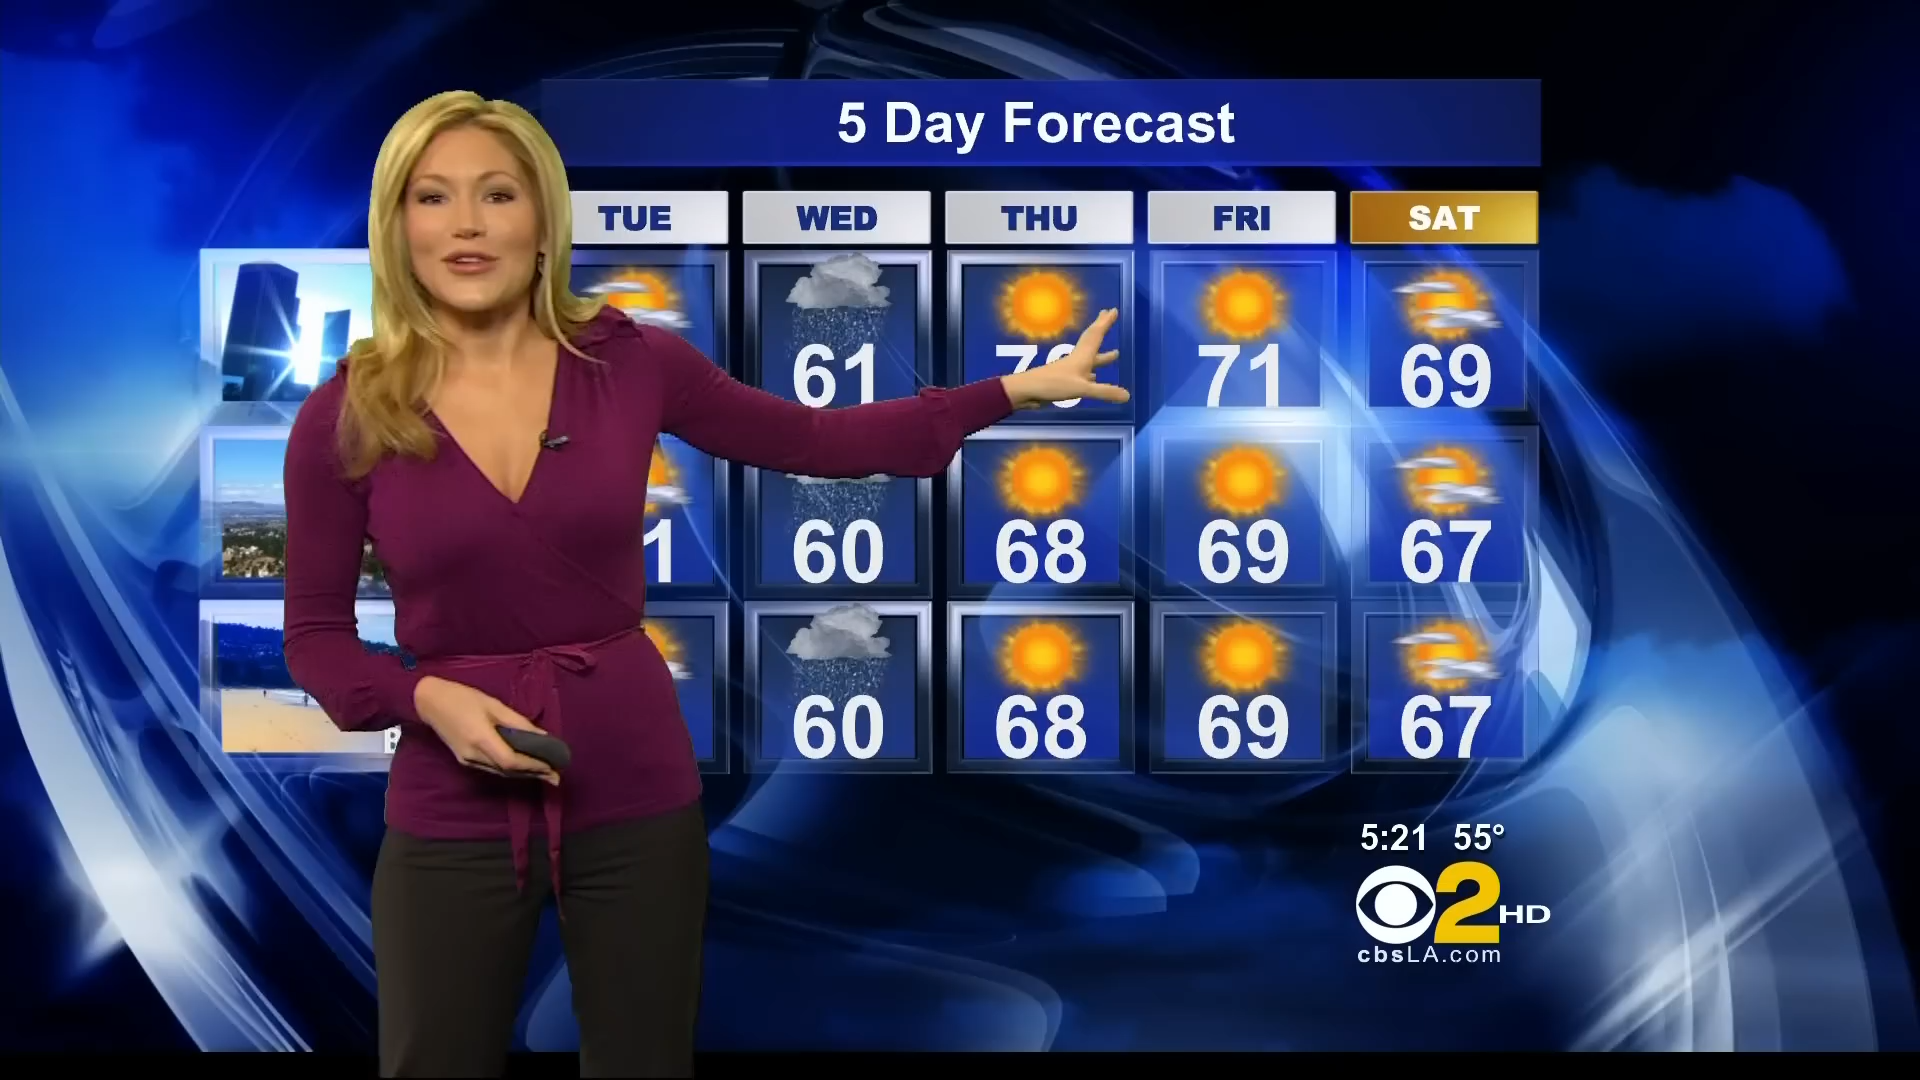 5 Day Forecast
TUE WED THU FRI SAT
61 71 69
60 68 69 67
60 68 69 67
5:21 55°
2 HD
cbsLA.com